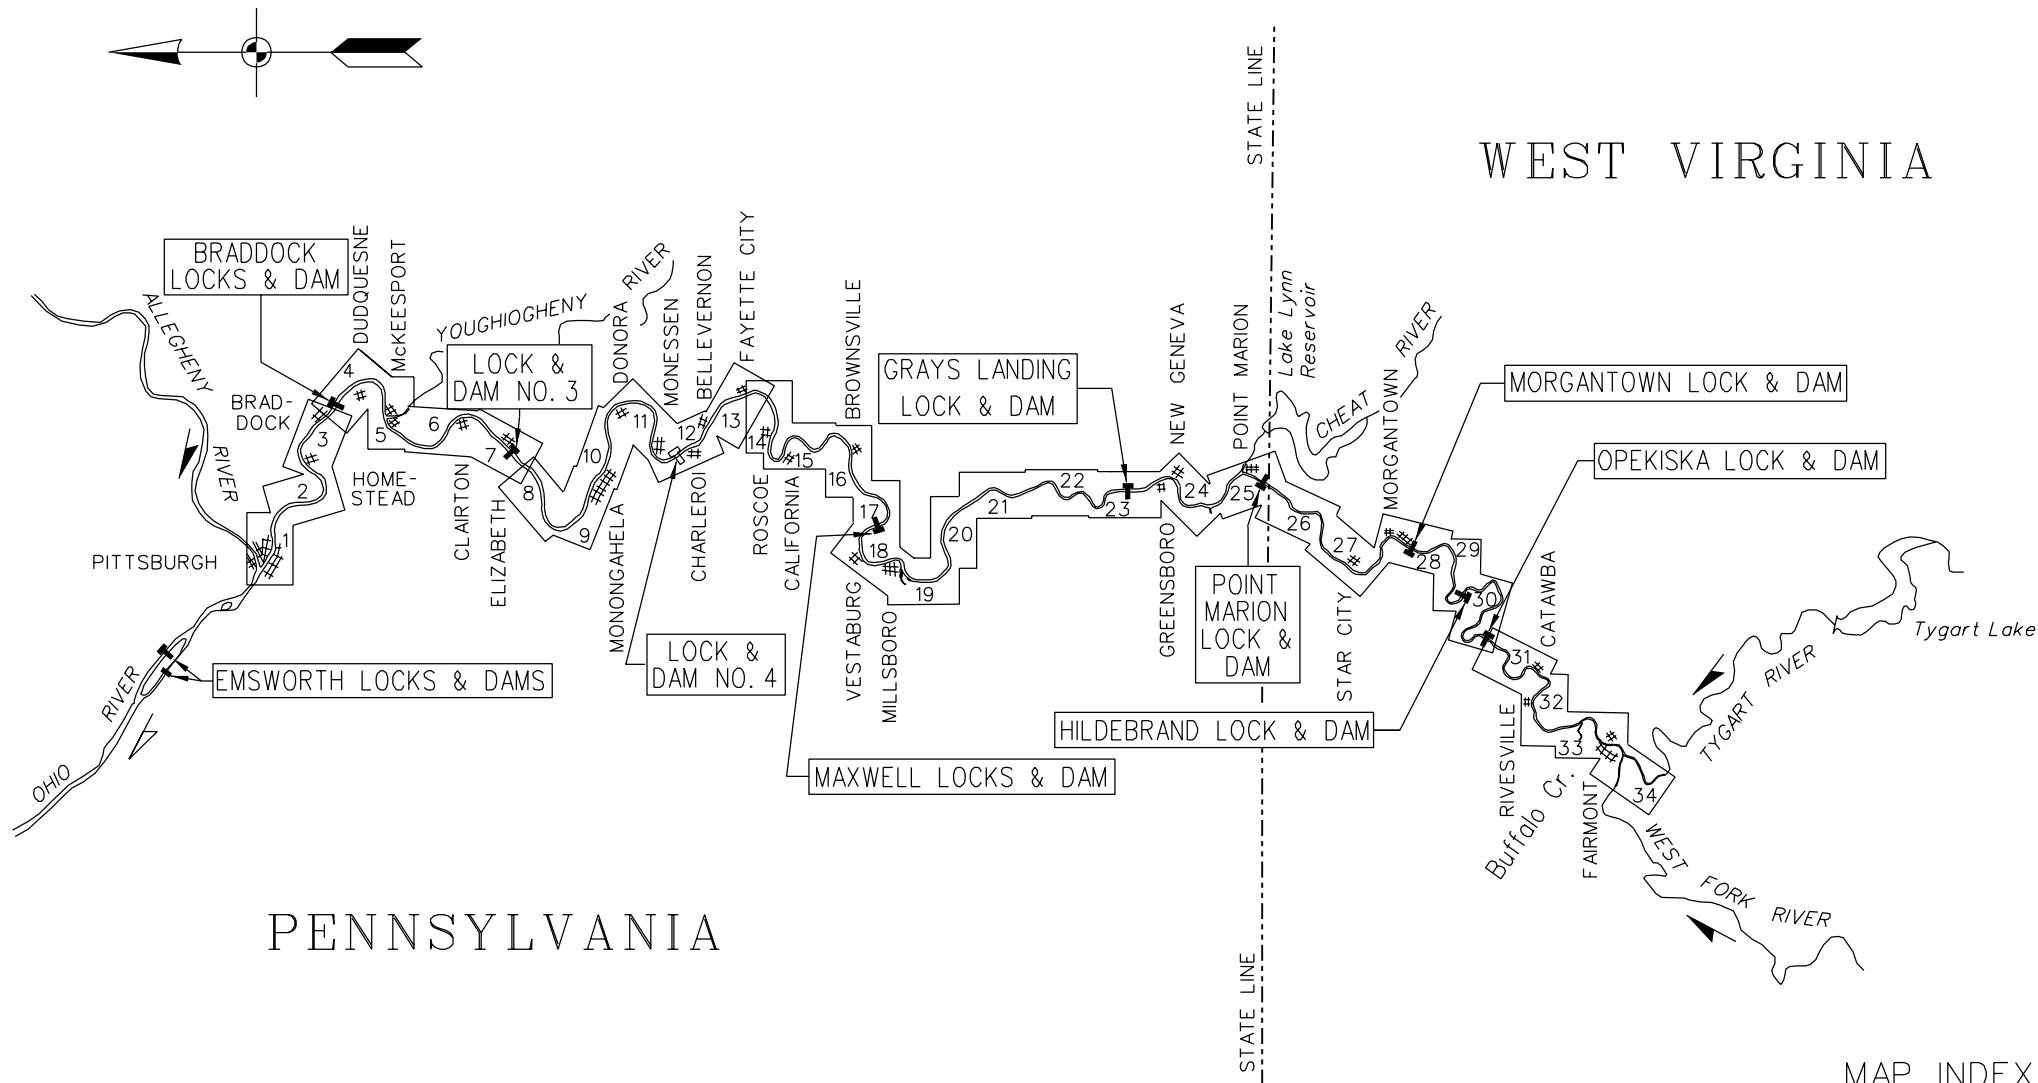 WEST VIRGINIA
STATE LINE
BRADDOCK
LOCKS & DAM
DUDQUESNE
McKEESPORT
ALLEGHENY
RIVER
YOUGHIOGHENY
RIVER
LOCK &
DAM NO. 3
DONORA
MONESSEN
BELLEVERNON
FAYETTE CITY
BROWNSVILLE
GRAYS LANDING
LOCK & DAM
NEW GENEVA
POINT MARION
Lake Lynn
Reservoir
CHEAT
RIVER
MORGANTOWN
MORGANTOWN LOCK & DAM
OPEKISKA LOCK & DAM
BRAD-
DOCK
HOME-
STEAD
PITTSBURGH
CLAIRTON
ELIZABETH
MONONGAHELA
CHARLEROI
ROSCOE
CALIFORNIA
VESTABURG
MILLSBORO
GREENSBORO
POINT
MARION
LOCK &
DAM
STAR CITY
CATAWBA
1
2
3
4
5
6
7
8
9
10
11
12
13
14
15
16
17
18
19
20
21
22
23
24
25
26
27
28
29
30
31
32
33
34
EMSWORTH LOCKS & DAMS
LOCK &
DAM NO. 4
MAXWELL LOCKS & DAM
HILDEBRAND LOCK & DAM
RIVESVILLE
Buffalo Cr.
FAIRMONT
Tygart Lake
TYGART RIVER
WEST FORK RIVER
OHIO
RIVER
PENNSYLVANIA
STATE LINE
MAP INDEX